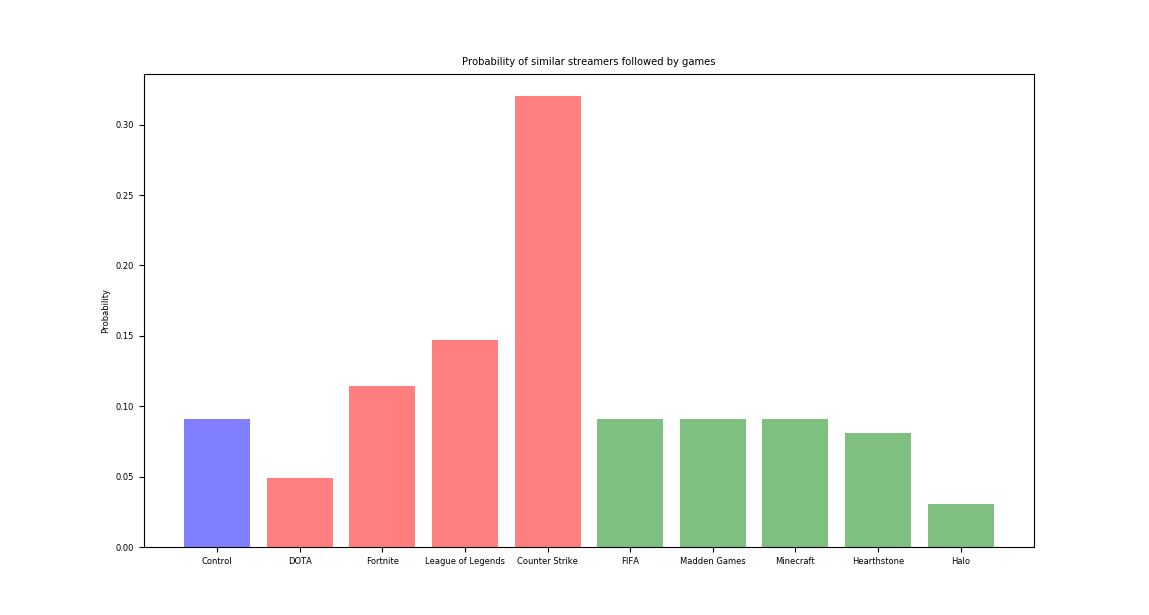 Probability of similar streamers followed by games
0.30
0.25
0.20
0.15
0.10
0.05
0.00
Probability
Control
DOTA
Fortnite
League of Legends
Counter Strike
FIFA
Madden Games
Minecraft
Hearthstone
Halo